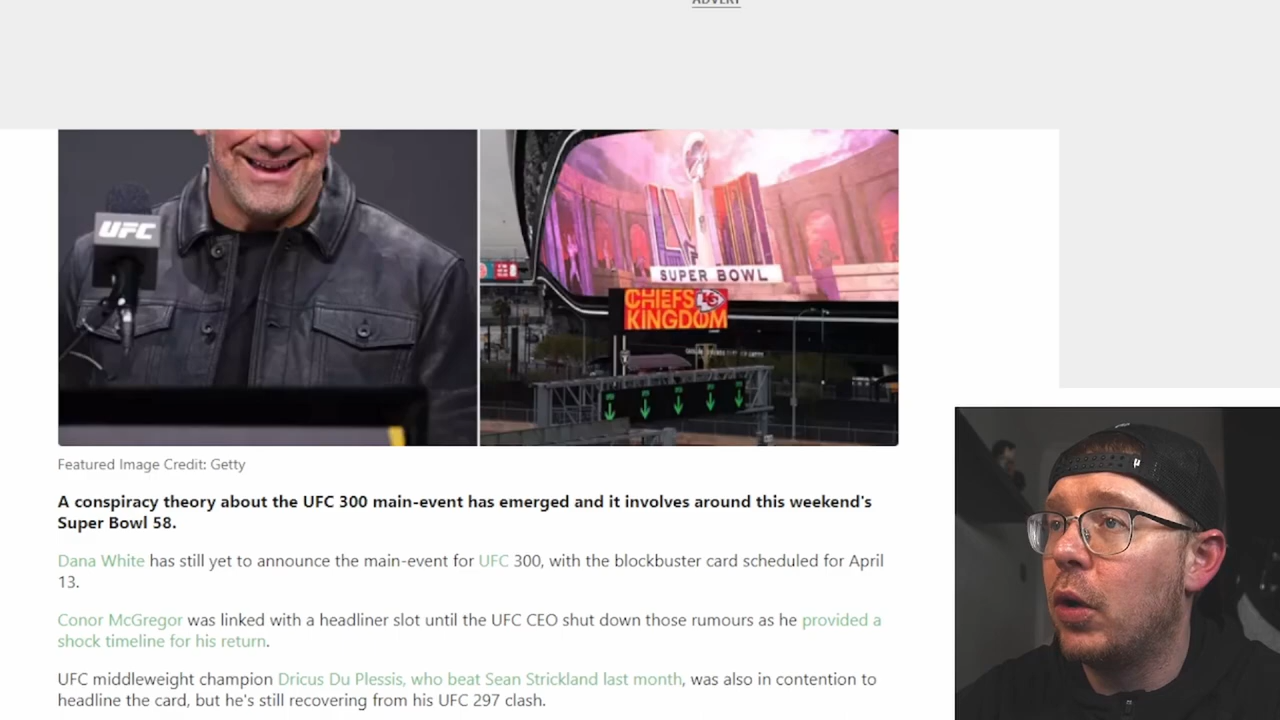 ADVERT
UFC
SUPER BOWL
CHIEFS
KINGDOM
Featured Image Credit: Getty
A conspiracy theory about the UFC 300 main-event has emerged and it involves around this weekend's
Super Bowl 58.
Dana White has still yet to announce the main-event for UFC 300, with the blockbuster card scheduled for April
13.
Conor McGregor was linked with a headliner slot until the UFC CEO shut down those rumours as he provided a
shock timeline for his return.
UFC middleweight champion Dricus Du Plessis, who beat Sean Strickland last month, was also in contention to
headline the card, but he's still recovering from his UFC 297 clash.